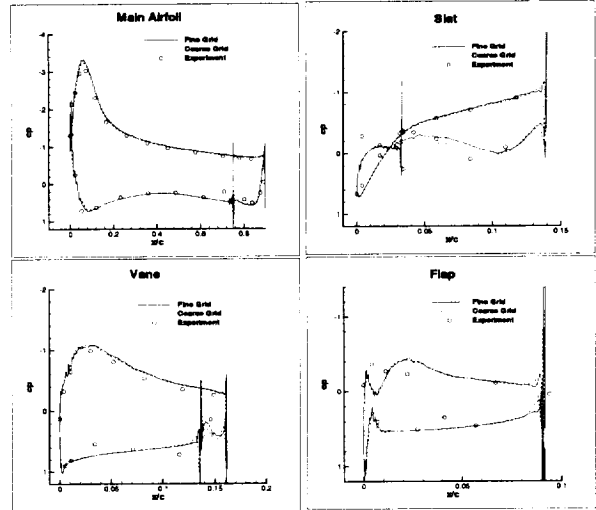 Main Airfoil
Fine Grid
Coarse Grid
Experiment
cp
-5
-4
-3
-2
-1
0
1
0
0.2
0.4
0.6
0.8
x/c
Slat
Fine Grid
Coarse Grid
Experiment
cp
-2
-1
0
1
0
0.05
0.1
0.15
x/c
Vane
Fine Grid
Coarse Grid
Experiment
cp
-2
-1
0
1
0
0.05
0.1
0.15
0.2
x/c
Flap
Fine Grid
Coarse Grid
Experiment
cp
-1
0
1
0
0.05
0.1
x/c